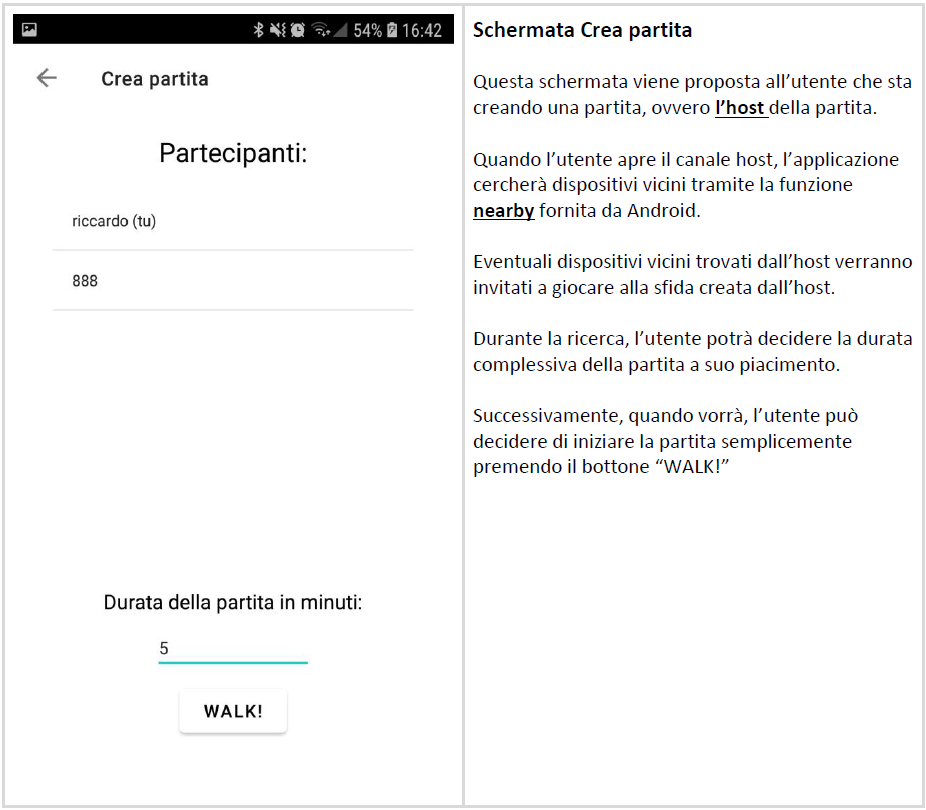 54% 16:42
Crea partita
Partecipanti:
riccardo (tu)
888
Durata della partita in minuti:
5
WALK!
Schermata Crea partita
Questa schermata viene proposta all’utente che sta
creando una partita, ovvero l’host della partita.
Quando l’utente apre il canale host, l’applicazione
cercherà dispositivi vicini tramite la funzione
nearby fornita da Android.
Eventuali dispositivi vicini trovati dall’host verranno
invitati a giocare alla sfida creata dall’host.
Durante la ricerca, l’utente potrà decidere la durata
complessiva della partita a suo piacimento.
Successivamente, quando vorrà, l’utente può
decidere di iniziare la partita semplicemente
premendo il bottone “WALK!”